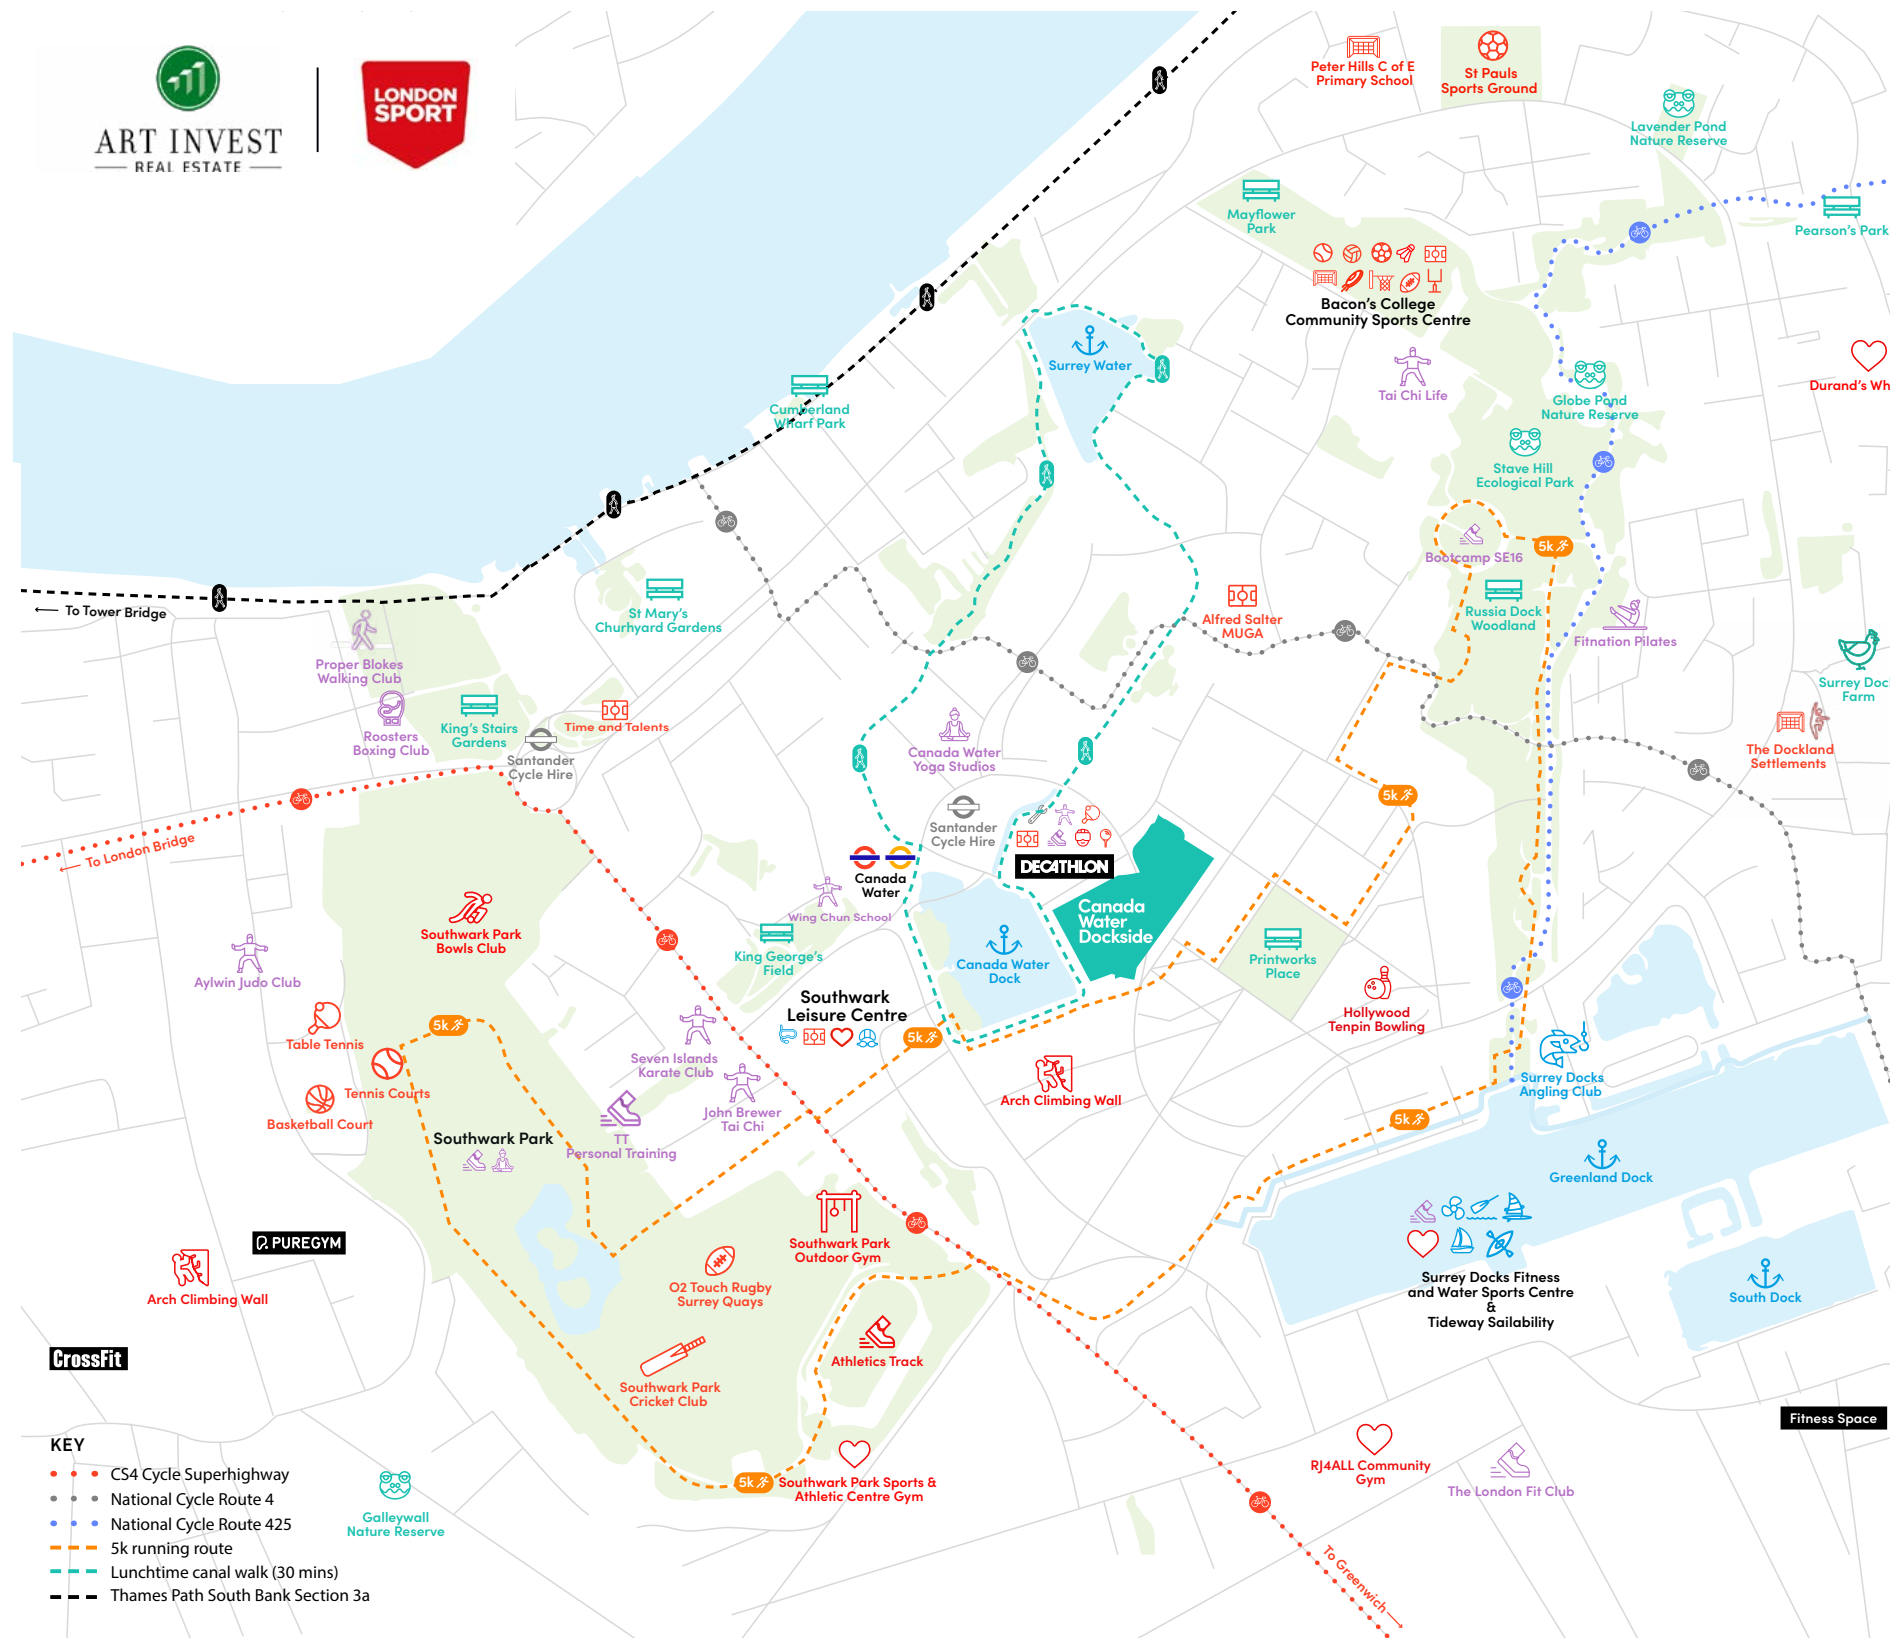 ART INVEST
REAL ESTATE
LONDON
SPORT
Peter Hills C of E
Primary School
St Pauls
Sports Ground
Lavender Pond
Nature Reserve
Mayflower
Park
Pearson's Park
Bacon's College
Community Sports Centre
Surrey Water
Tai Chi Life
Durand's Wh
Globe Pond
Nature Reserve
Cumberland
Wharf Park
Stave Hill
Ecological Park
Bootcamp SE16
5k
To Tower Bridge
St Mary's
Churhyard Gardens
Alfred Salter
MUGA
Russia Dock
Woodland
Fitnation Pilates
Proper Blokes
Walking Club
Surrey Doc
Farm
Roosters
Boxing Club
King's Stairs
Gardens
Time and Talents
Santander
Cycle Hire
Canada Water
Yoga Studios
The Dockland
Settlements
5k
To London Bridge
Santander
Cycle Hire
DECATHLON
Canada
Water
Wing Chun School
Canada
Water
Dockside
Southwark Park
Bowls Club
King George's
Field
Canada Water
Dock
Printworks
Place
Aylwin Judo Club
Southwark
Leisure Centre
Hollywood
Tenpin Bowling
5k
5k
Table Tennis
Seven Islands
Karate Club
Tennis Courts
Arch Climbing Wall
Surrey Docks
Angling Club
Basketball Court
John Brewer
Tai Chi
5k
Southwark Park
TT
Personal Training
Greenland Dock
PUREGYM
Southwark Park
Outdoor Gym
Arch Climbing Wall
O2 Touch Rugby
Surrey Quays
Surrey Docks Fitness
and Water Sports Centre
&
Tideway Sailability
South Dock
CrossFit
Athletics Track
Southwark Park
Cricket Club
Fitness Space
5k
Southwark Park Sports &
Athletic Centre Gym
RJ4ALL Community
Gym
The London Fit Club
Galleywall
Nature Reserve
To Greenwich
KEY
CS4 Cycle Superhighway
National Cycle Route 4
National Cycle Route 425
5k running route
Lunchtime canal walk (30 mins)
Thames Path South Bank Section 3a